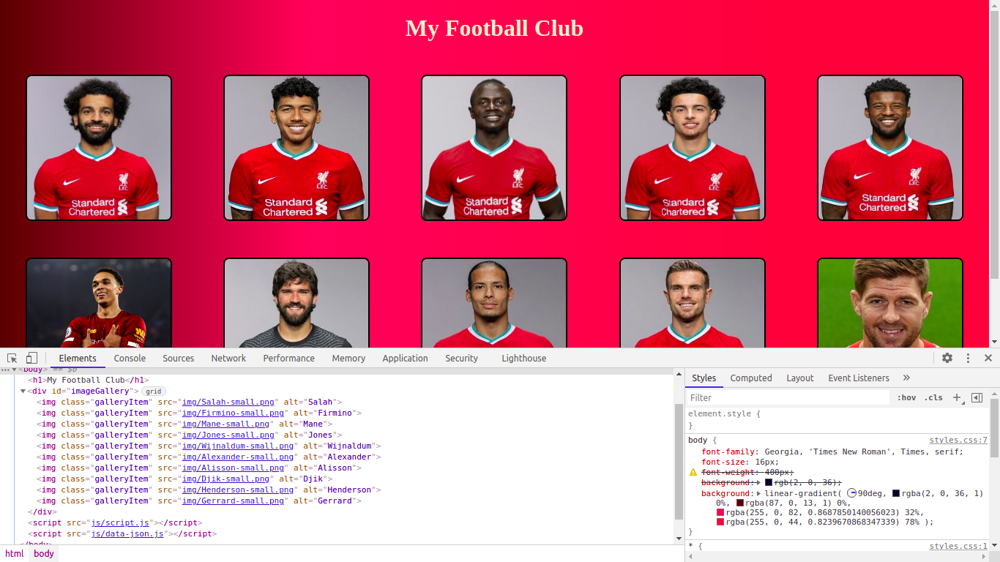 My Football Club
L.F.C.
Standard
Chartered
L.F.C.
Standard
Chartered
L.F.C.
Standard
Chartered
L.F.C.
Standard
Chartered
L.F.C.
Standard
Chartered
Elements Console Sources Network Performance Memory Application Security Lighthouse
<body> == $0
<h1>My Football Club</h1>
<div id="imageGallery"> grid
<img class="galleryItem" src="img/Salah-small.png" alt="Salah">
<img class="galleryItem" src="img/Firmino-small.png" alt="Firmino">
<img class="galleryItem" src="img/Mane-small.png" alt="Mane">
<img class="galleryItem" src="img/Jones-small.png" alt="Jones">
<img class="galleryItem" src="img/Wijnaldum-small.png" alt="Wijnaldum">
<img class="galleryItem" src="img/Alexander-small.png" alt="Alexander">
<img class="galleryItem" src="img/Alisson-small.png" alt="Alisson">
<img class="galleryItem" src="img/Djik-small.png" alt="Djik">
<img class="galleryItem" src="img/Henderson-small.png" alt="Henderson">
<img class="galleryItem" src="img/Gerrard-small.png" alt="Gerrard">
</div>
<script src="js/script.js"></script>
<script src="js/data-json.js"></script>
</body>
html body
Styles Computed Layout Event Listeners »
Filter :hov .cls +
element.style {
}
body { styles.css:7
font-family: Georgia, 'Times New Roman', Times, serif;
font-size: 16px;
font-weight: 400px;
background: rgb(2, 0, 36);
background: linear-gradient( 90deg, rgba(2, 0, 36, 1)
0%, rgba(87, 0, 13, 1) 0%,
rgba(255, 0, 82, 0.8687850140056023) 32%,
rgba(255, 0, 44, 0.8239670868347339) 78% );
}
* { styles.css:1